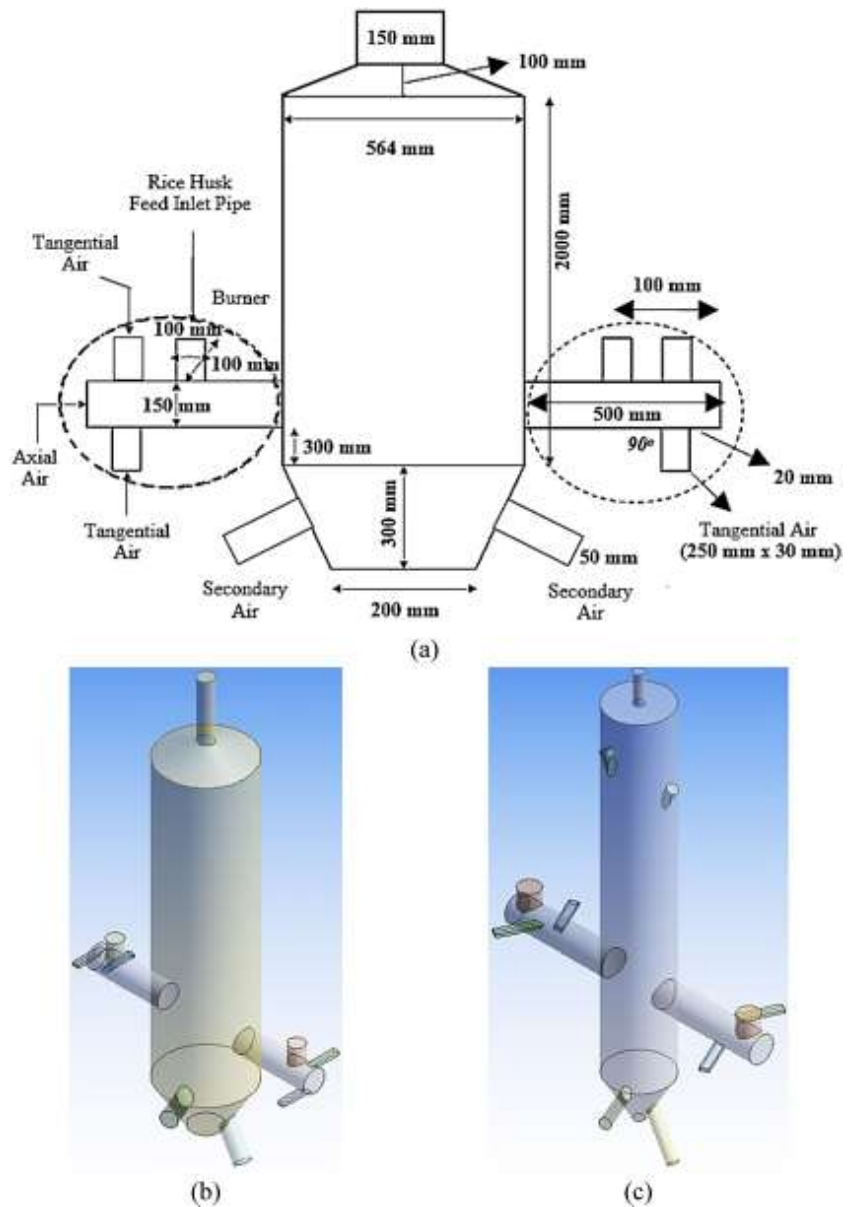 150 mm
100 mm
564 mm
2000 mm
Rice Husk
Feed Inlet Pipe
Tangential
Air
Burner
100 mm
100 mm
100 mm
150 mm
500 mm
Axial
Air
300 mm
90º
20 mm
Tangential
Air
300 mm
Tangential Air
(250 mm x 30 mm)
50 mm
Secondary
Air
200 mm
Secondary
Air
(a)
(b)
(c)